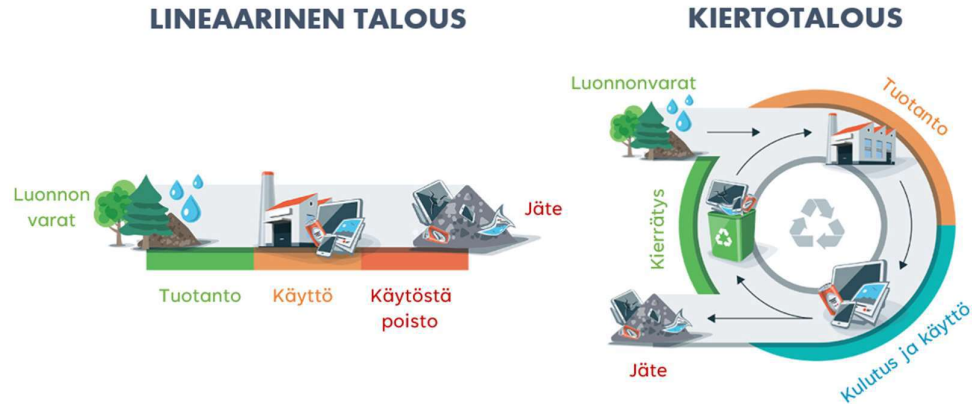 LINEAARINEN TALOUS
Luonnon
varat
Tuotanto
Käyttö
Käytöstä
poisto
Jäte
KIERTOTALOUS
Luonnonvarat
Tuotanto
Kierrätys
Kulutus ja käyttö
Jäte